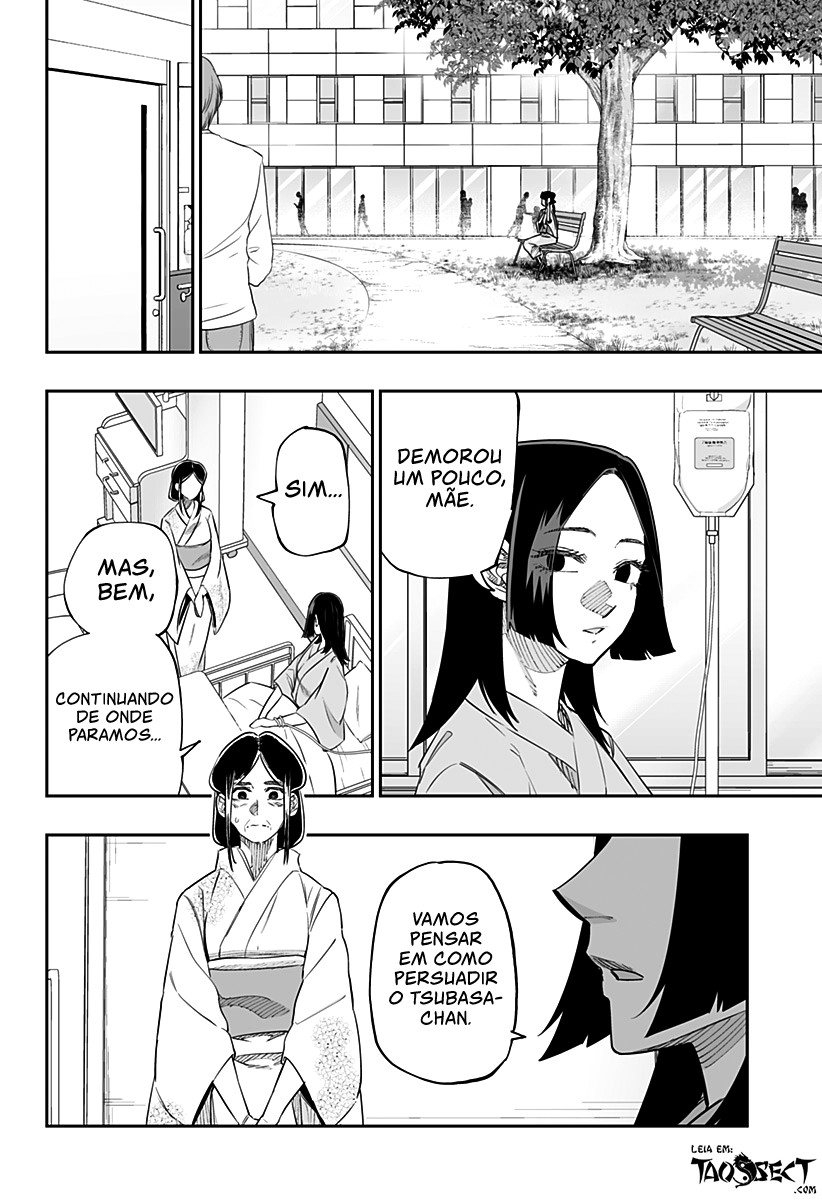 DEMOROU
UM POUCO,
MÃE.
SIM...
MAS,
BEM,
CONTINUANDO
DE ONDE
PARAMOS...
VAMOS
PENSAR
EM COMO
PERSUADIR
O TSUBASA-
CHAN.
LEIA EM:
TAOSSECT
.COM